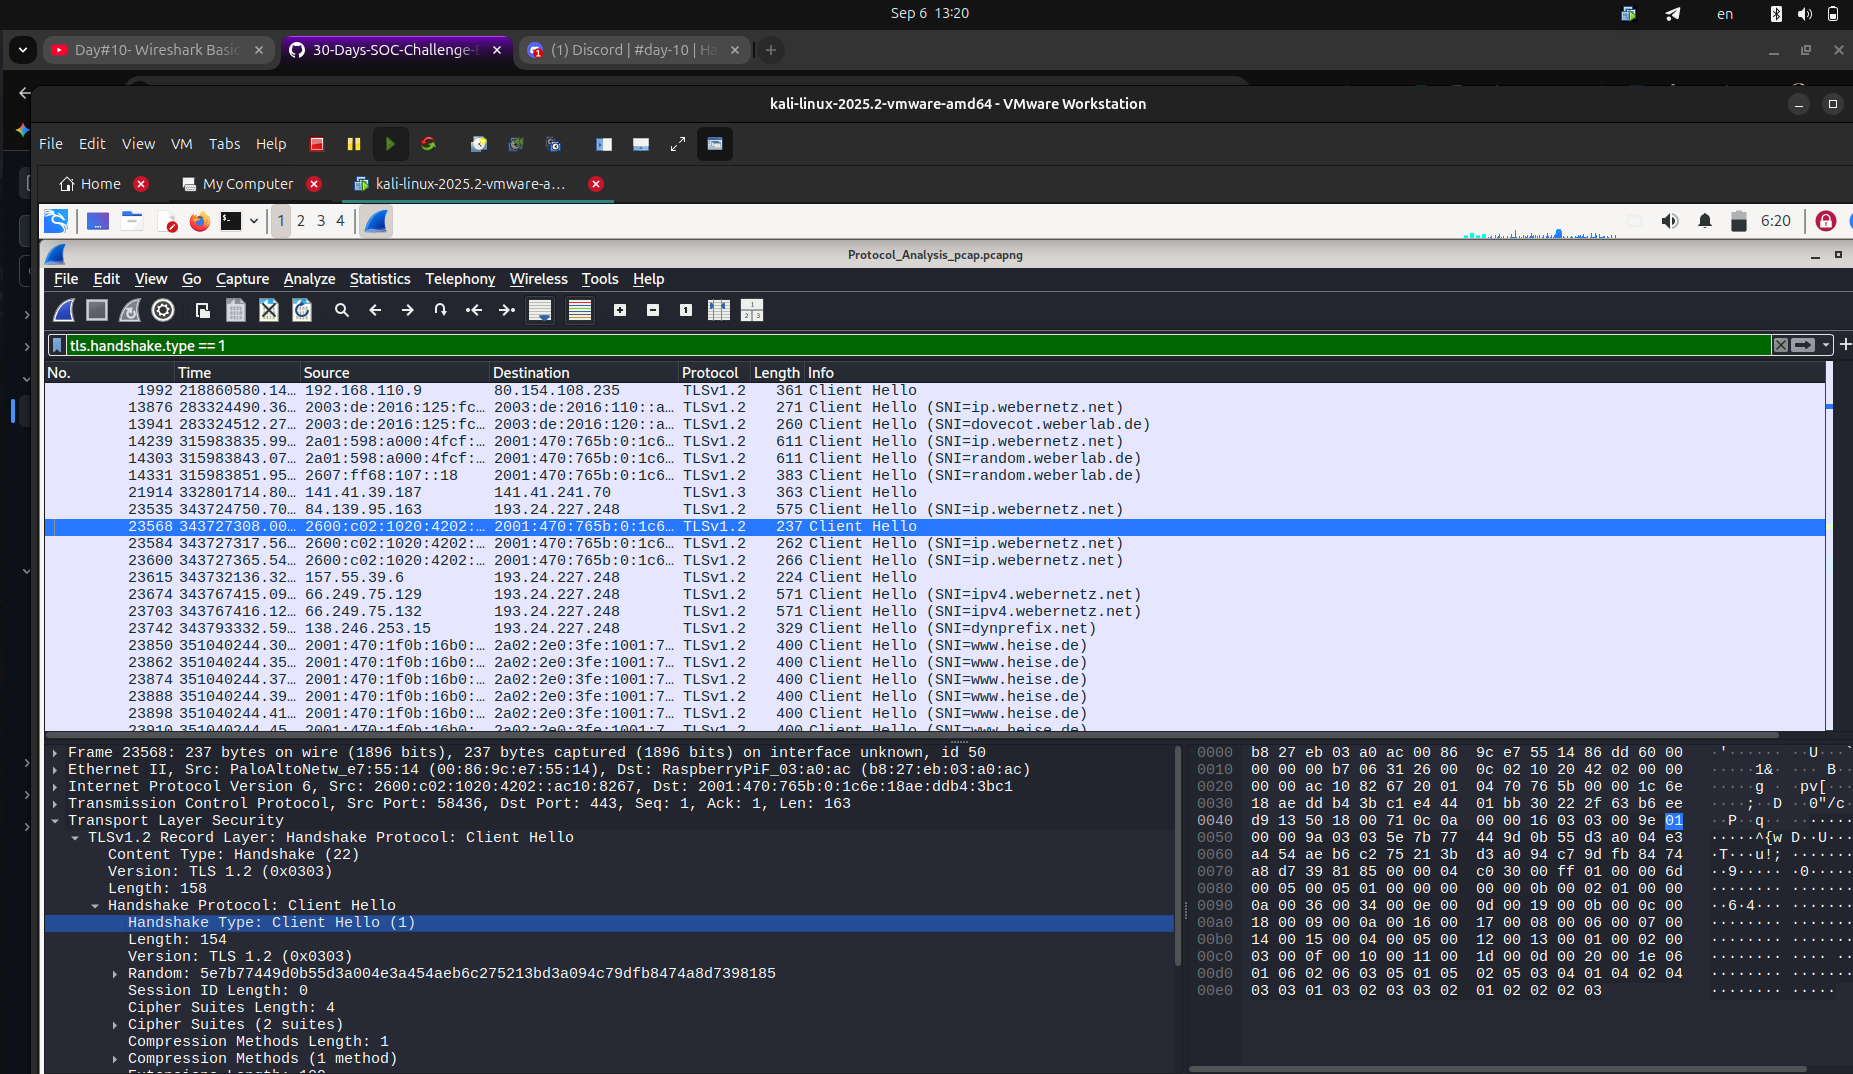 Sep 6 13:20
en
Day#10- Wireshark Basic
30-Days-SOC-Challenge-
(1) Discord | #day-10 | Ha
kali-linux-2025.2-vmware-amd64 - VMware Workstation
File Edit View VM Tabs Help
Home My Computer kali-linux-2025.2-vmware-a...
1 2 3 4 6:20
Protocol_Analysis_pcap.pcapng
File Edit View Go Capture Analyze Statistics Telephony Wireless Tools Help
tls.handshake.type == 1
No. Time Source Destination Protocol Length Info
1992 218860580.14… 192.168.110.9 80.154.108.235 TLSv1.2 361 Client Hello
13876 283324490.36… 2003:de:2016:125:fc… 2003:de:2016:110::a… TLSv1.2 271 Client Hello (SNI=ip.webernetz.net)
13941 283324512.27… 2003:de:2016:125:fc… 2003:de:2016:120::a… TLSv1.2 260 Client Hello (SNI=dovecot.weberlab.de)
14239 315983835.99… 2a01:598:a000:4fcf:… 2001:470:765b:0:1c6… TLSv1.2 611 Client Hello (SNI=ip.webernetz.net)
14303 315983843.07… 2a01:598:a000:4fcf:… 2001:470:765b:0:1c6… TLSv1.2 611 Client Hello (SNI=random.weberlab.de)
14331 315983851.95… 2607:ff68:107::18 2001:470:765b:0:1c6… TLSv1.2 383 Client Hello (SNI=random.weberlab.de)
21914 332801714.80… 141.41.39.187 141.41.241.70 TLSv1.3 363 Client Hello
23535 343724750.70… 84.139.95.163 193.24.227.248 TLSv1.2 575 Client Hello (SNI=ip.webernetz.net)
23568 343727308.00… 2600:c02:1020:4202:… 2001:470:765b:0:1c6… TLSv1.2 237 Client Hello
23584 343727317.56… 2600:c02:1020:4202:… 2001:470:765b:0:1c6… TLSv1.2 262 Client Hello (SNI=ip.webernetz.net)
23600 343727365.54… 2600:c02:1020:4202:… 2001:470:765b:0:1c6… TLSv1.2 266 Client Hello (SNI=ip.webernetz.net)
23615 343732136.32… 157.55.39.6 193.24.227.248 TLSv1.2 224 Client Hello
23674 343767415.09… 66.249.75.129 193.24.227.248 TLSv1.2 571 Client Hello (SNI=ipv4.webernetz.net)
23703 343767416.12… 66.249.75.132 193.24.227.248 TLSv1.2 571 Client Hello (SNI=ipv4.webernetz.net)
23742 343793332.59… 138.246.253.15 193.24.227.248 TLSv1.2 329 Client Hello (SNI=dynprefix.net)
23850 351040244.30… 2001:470:1f0b:16b0:… 2a02:2e0:3fe:1001:7… TLSv1.2 400 Client Hello (SNI=www.heise.de)
23862 351040244.35… 2001:470:1f0b:16b0:… 2a02:2e0:3fe:1001:7… TLSv1.2 400 Client Hello (SNI=www.heise.de)
23874 351040244.37… 2001:470:1f0b:16b0:… 2a02:2e0:3fe:1001:7… TLSv1.2 400 Client Hello (SNI=www.heise.de)
23888 351040244.39… 2001:470:1f0b:16b0:… 2a02:2e0:3fe:1001:7… TLSv1.2 400 Client Hello (SNI=www.heise.de)
23898 351040244.41… 2001:470:1f0b:16b0:… 2a02:2e0:3fe:1001:7… TLSv1.2 400 Client Hello (SNI=www.heise.de)
23910 351040244.45… 2001:470:1f0b:16b0:… 2a02:2e0:3fe:1001:7… TLSv1.2 400 Client Hello (SNI=www.heise.de)
Frame 23568: 237 bytes on wire (1896 bits), 237 bytes captured (1896 bits) on interface unknown, id 50
Ethernet II, Src: PaloAltoNetw_e7:55:14 (00:86:9c:e7:55:14), Dst: RaspberryPiF_03:a0:ac (b8:27:eb:03:a0:ac)
Internet Protocol Version 6, Src: 2600:c02:1020:4202::ac10:8267, Dst: 2001:470:765b:0:1c6e:18ae:ddb4:3bc1
Transmission Control Protocol, Src Port: 58436, Dst Port: 443, Seq: 1, Ack: 1, Len: 163
Transport Layer Security
TLSv1.2 Record Layer: Handshake Protocol: Client Hello
Content Type: Handshake (22)
Version: TLS 1.2 (0x0303)
Length: 158
Handshake Protocol: Client Hello
Handshake Type: Client Hello (1)
Length: 154
Version: TLS 1.2 (0x0303)
Random: 5e7b77449d0b55d3a004e3a454aeb6c275213bd3a094c79dfb8474a8d7398185
Session ID Length: 0
Cipher Suites Length: 4
Cipher Suites (2 suites)
Compression Methods Length: 1
Compression Methods (1 method)
0000 b8 27 eb 03 a0 ac 00 86 9c e7 55 14 86 dd 60 00 ·'······ ··U···`·
0010 00 00 00 b7 06 31 26 00 0c 02 10 20 42 02 00 00 ·····1&· ··· B···
0020 00 00 ac 10 82 67 20 01 04 70 76 5b 00 00 1c 6e ·····g · ·pv[···n
0030 18 ae dd b4 3b c1 e4 44 01 bb 30 22 2f 63 b6 ee ····;··D ··0"/c··
0040 d9 13 50 18 00 71 0c 0a 00 00 16 03 03 00 9e 01 ··P··q·· ········
0050 00 00 9a 03 03 5e 7b 77 44 9d 0b 55 d3 a0 04 e3 ·····^{w D··U····
0060 a4 54 ae b6 c2 75 21 3b d3 a0 94 c7 9d fb 84 74 ·T···u!; ·······t
0070 a8 d7 39 81 85 00 00 04 c0 30 00 ff 01 00 00 6d ··9····· ·0·····m
0080 00 05 00 05 01 00 00 00 00 00 0b 00 02 01 00 00
0090 0a 00 36 00 34 00 0e 00 0d 00 19 00 0b 00 0c 00 ··6·4··· ········
00a0 18 00 09 00 0a 00 16 00 17 00 08 00 06 00 07 00
00b0 14 00 15 00 04 00 05 00 12 00 13 00 01 00 02 00
00c0 03 00 0f 00 10 00 11 00 1d 00 0d 00 20 00 1e 06
00d0 01 06 02 06 03 05 01 05 02 05 03 04 01 04 02 04
00e0 03 03 01 03 02 03 03 02 01 02 02 02 03